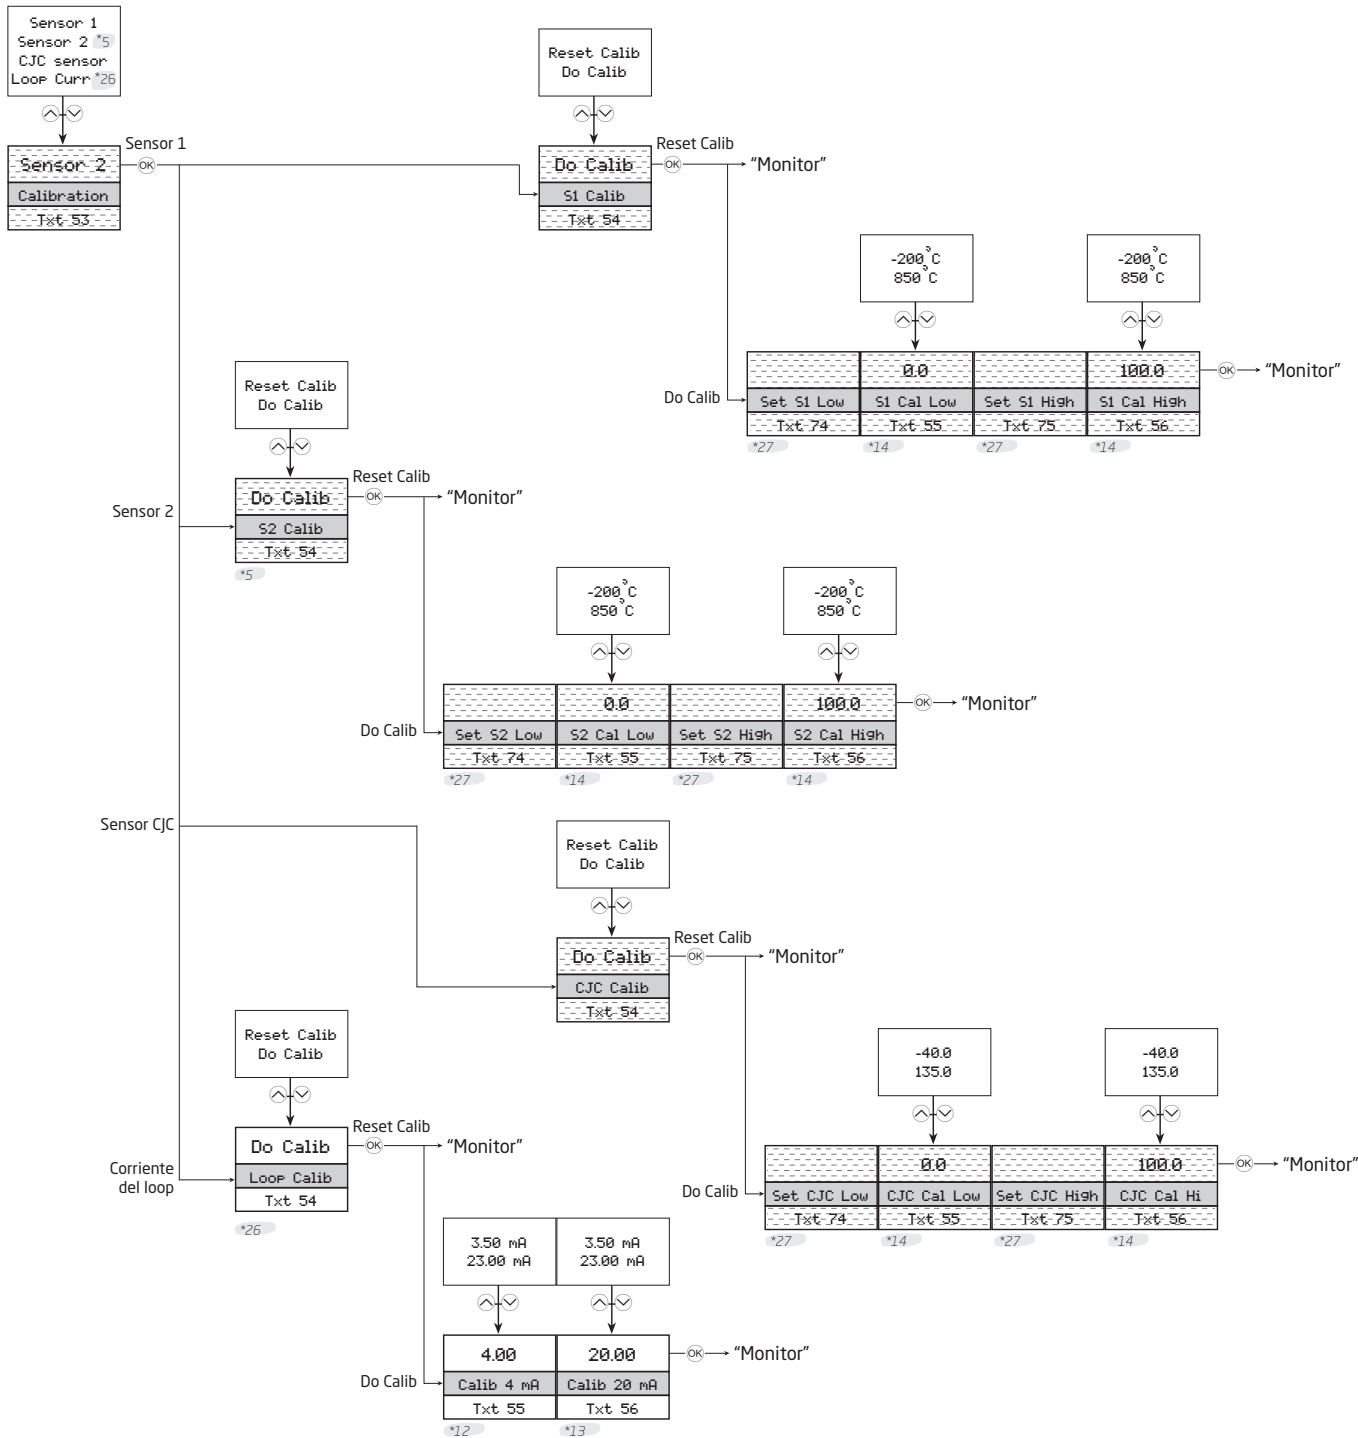 Sensor 1
Sensor 2 *5
CJC sensor
Loop Curr *26
Sensor 2
Calibration
Txt 53
Sensor 1
OK
Reset Calib
Do Calib
Do Calib
S1 Calib
Txt 54
Reset Calib
OK
“Monitor”
-200°C
850°C
-200°C
850°C
Do Calib
Set S1 Low
Txt 74
*27
0.0
S1 Cal Low
Txt 55
*14
Set S1 High
Txt 75
*27
100.0
S1 Cal High
Txt 56
*14
OK
“Monitor”
Sensor 2
Reset Calib
Do Calib
Do Calib
S2 Calib
Txt 54
*5
Reset Calib
OK
“Monitor”
-200°C
850°C
-200°C
850°C
Do Calib
Set S2 Low
Txt 74
*27
0.0
S2 Cal Low
Txt 55
*14
Set S2 High
Txt 75
*27
100.0
S2 Cal High
Txt 56
*14
OK
“Monitor”
Sensor CJC
Reset Calib
Do Calib
Do Calib
CJC Calib
Txt 54
Reset Calib
OK
“Monitor”
-40.0
135.0
-40.0
135.0
Do Calib
Set CJC Low
Txt 74
*27
0.0
CJC Cal Low
Txt 55
*14
Set CJC High
Txt 75
*27
100.0
CJC Cal Hi
Txt 56
*14
OK
“Monitor”
Corriente
del loop
Reset Calib
Do Calib
Do Calib
Loop Calib
Txt 54
*26
Reset Calib
OK
“Monitor”
3.50 mA
23.00 mA
3.50 mA
23.00 mA
Do Calib
4.00
Calib 4 mA
Txt 55
*12
20.00
Calib 20 mA
Txt 56
*13
OK
“Monitor”